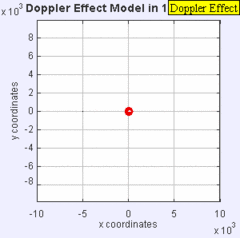 x 10³ Doppler Effect Model in 1 Doppler Effect
8
6
4
2
0
-2
-4
-6
-8
y coordinates
-10 -5 0 5 10
x coordinates
x 10³